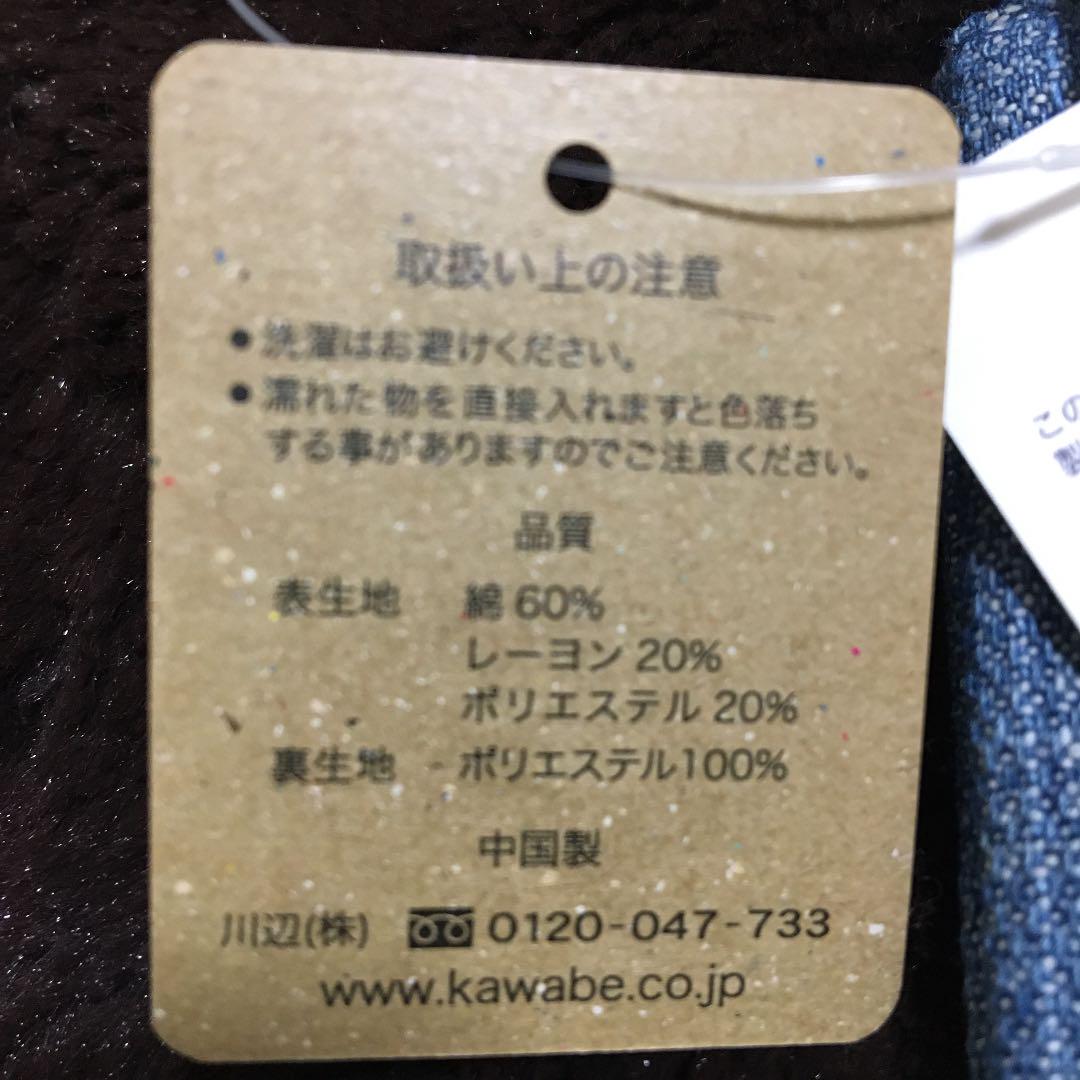 取扱い上の注意
●洗濯はお避けください。
●濡れた物を直接入れますと色落ち
する事がありますのでご注意ください。
品質
表生地 綿 60%
レーヨン 20%
ポリエステル 20%
裏生地 ポリエステル100%
中国製
川辺(株) 0120-047-733
www.kawabe.co.jp